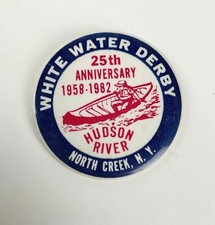 WHITE WATER DERBY
25th
ANNIVERSARY
1958-1982
HUDSON
RIVER
NORTH CREEK, N.Y.